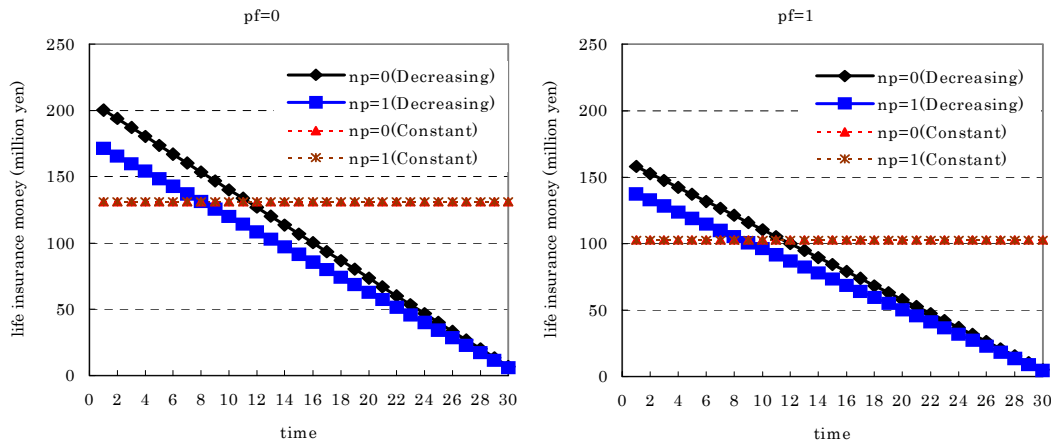 pf=0
life insurance money (million yen)
250
200
150
100
50
0
np=0(Decreasing)
np=1(Decreasing)
np=0(Constant)
np=1(Constant)
0 2 4 6 8 10 12 14 16 18 20 22 24 26 28 30
time
pf=1
life insurance money (million yen)
250
200
150
100
50
0
np=0(Decreasing)
np=1(Decreasing)
np=0(Constant)
np=1(Constant)
0 2 4 6 8 10 12 14 16 18 20 22 24 26 28 30
time